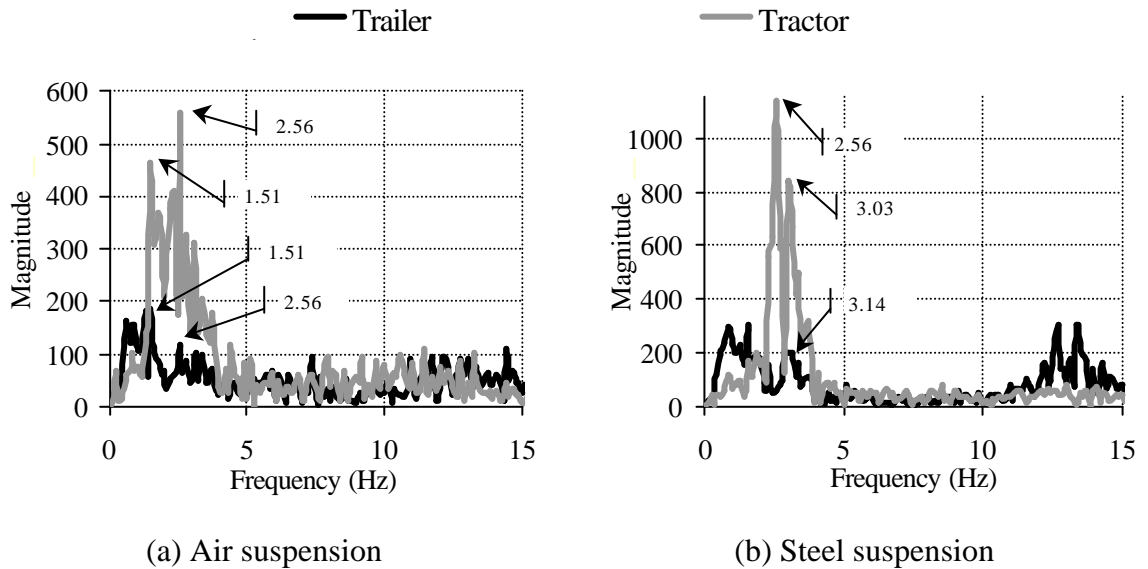 Trailer Tractor
600
500
400
300
200
100
0
Magnitude
2.56
1.51
1.51
2.56
0 5 10 15
Frequency (Hz)
(a) Air suspension
1000
800
600
400
200
0
Magnitude
2.56
3.03
3.14
0 5 10 15
Frequency (Hz)
(b) Steel suspension